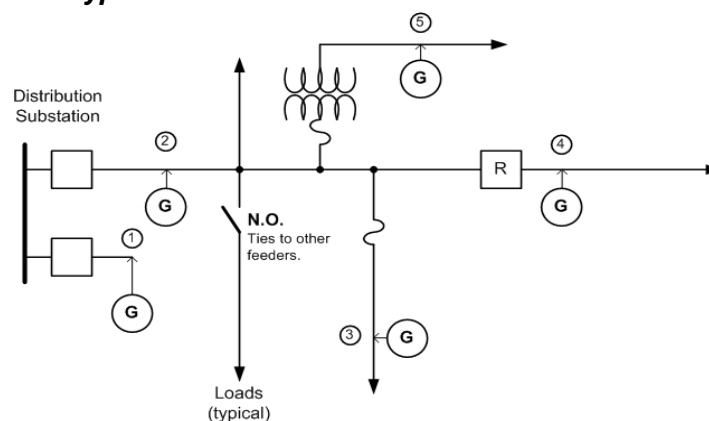 5
G
Distribution
Substation
2
4
R
G
G
N.O.
Ties to other
feeders.
1
G
3
G
Loads
(typical)